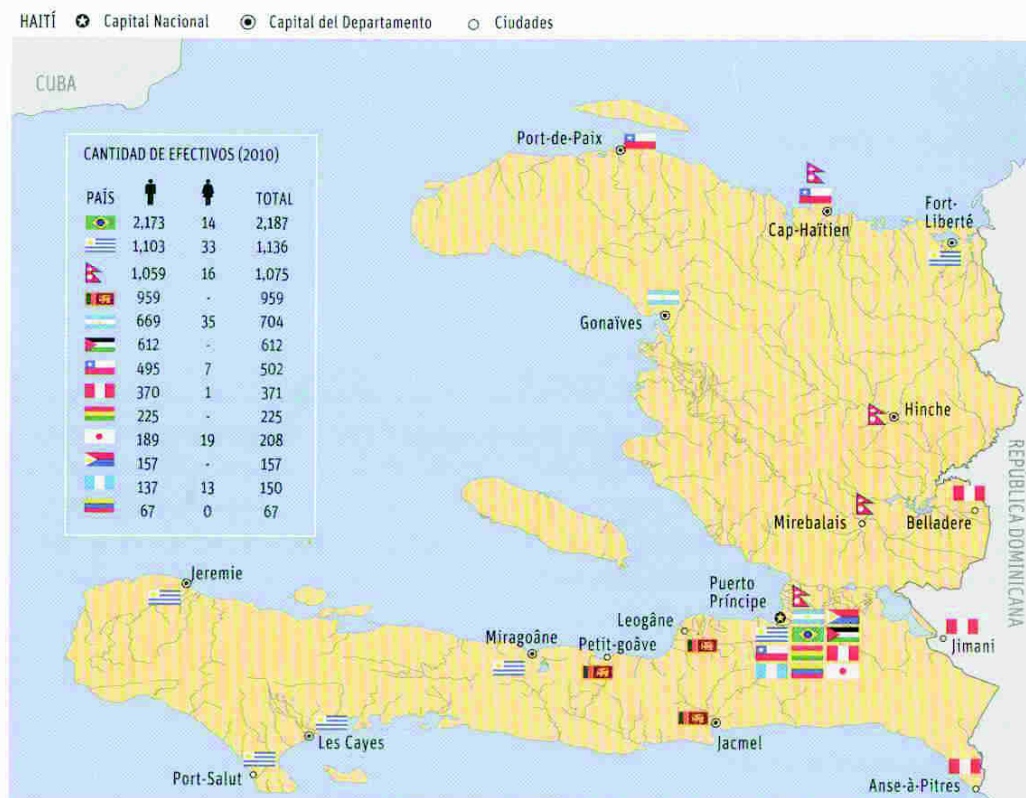 HAITÍ Capital Nacional Capital del Departamento Ciudades
CUBA
CANTIDAD DE EFECTIVOS (2010)
PAÍS TOTAL
2,173 14 2,187
1,103 33 1,136
1,059 16 1,075
959 - 959
669 35 704
612 - 612
495 7 502
370 1 371
225 - 225
189 19 208
157 - 157
137 13 150
67 0 67
Port-de-Paix
Cap-Haïtien
Fort-
Liberté
Gonaïves
Hinche
REPÚBLICA DOMINICANA
Mirebalais
Belladere
Jeremie
Puerto
Príncipe
Leogâne
Miragoâne
Petit-goâve
Jimani
Les Cayes
Jacmel
Port-Salut
Anse-à-Pitres